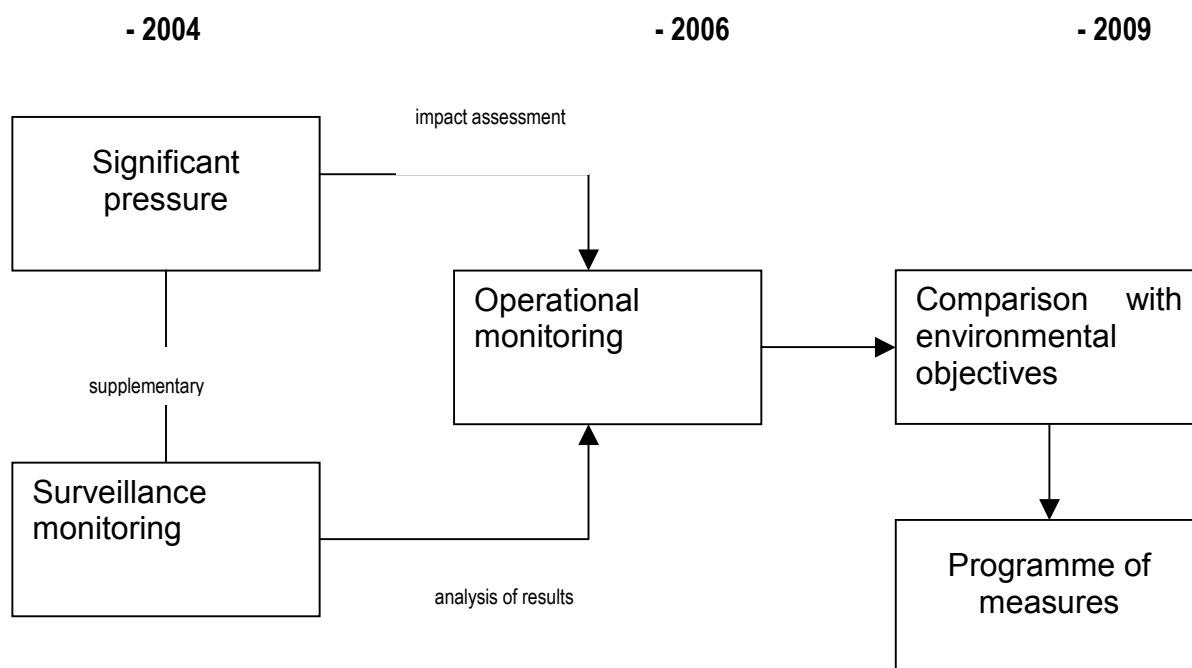 - 2004 - 2006 - 2009
impact assessment
Significant
pressure
Operational
monitoring
Comparison with
environmental
objectives
supplementary
Surveillance
monitoring
analysis of results
Programme of
measures